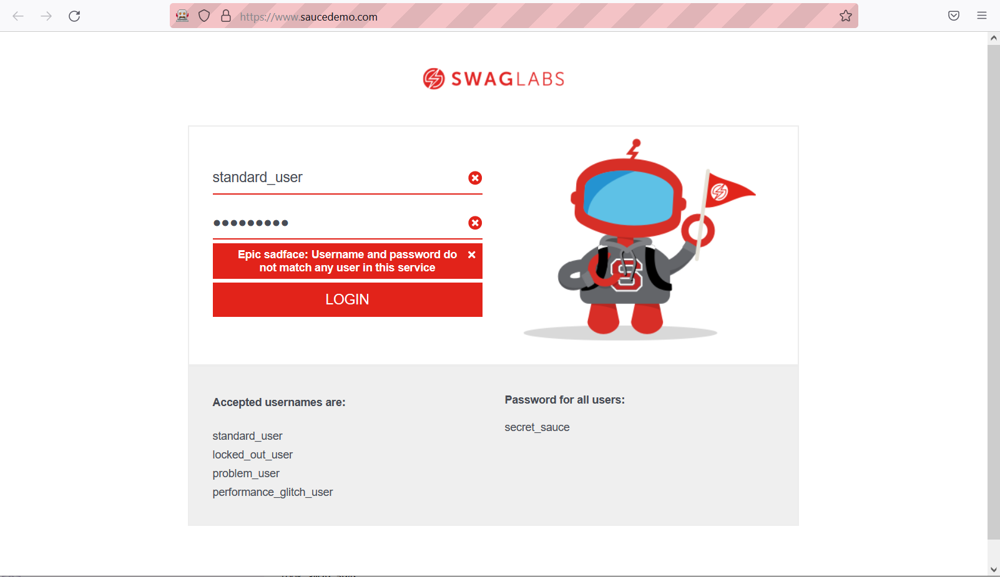 https://www.saucedemo.com
SWAGLABS
standard_user
•••••••••
Epic sadface: Username and password do
not match any user in this service
LOGIN
S
Accepted usernames are:
standard_user
locked_out_user
problem_user
performance_glitch_user
Password for all users:
secret_sauce